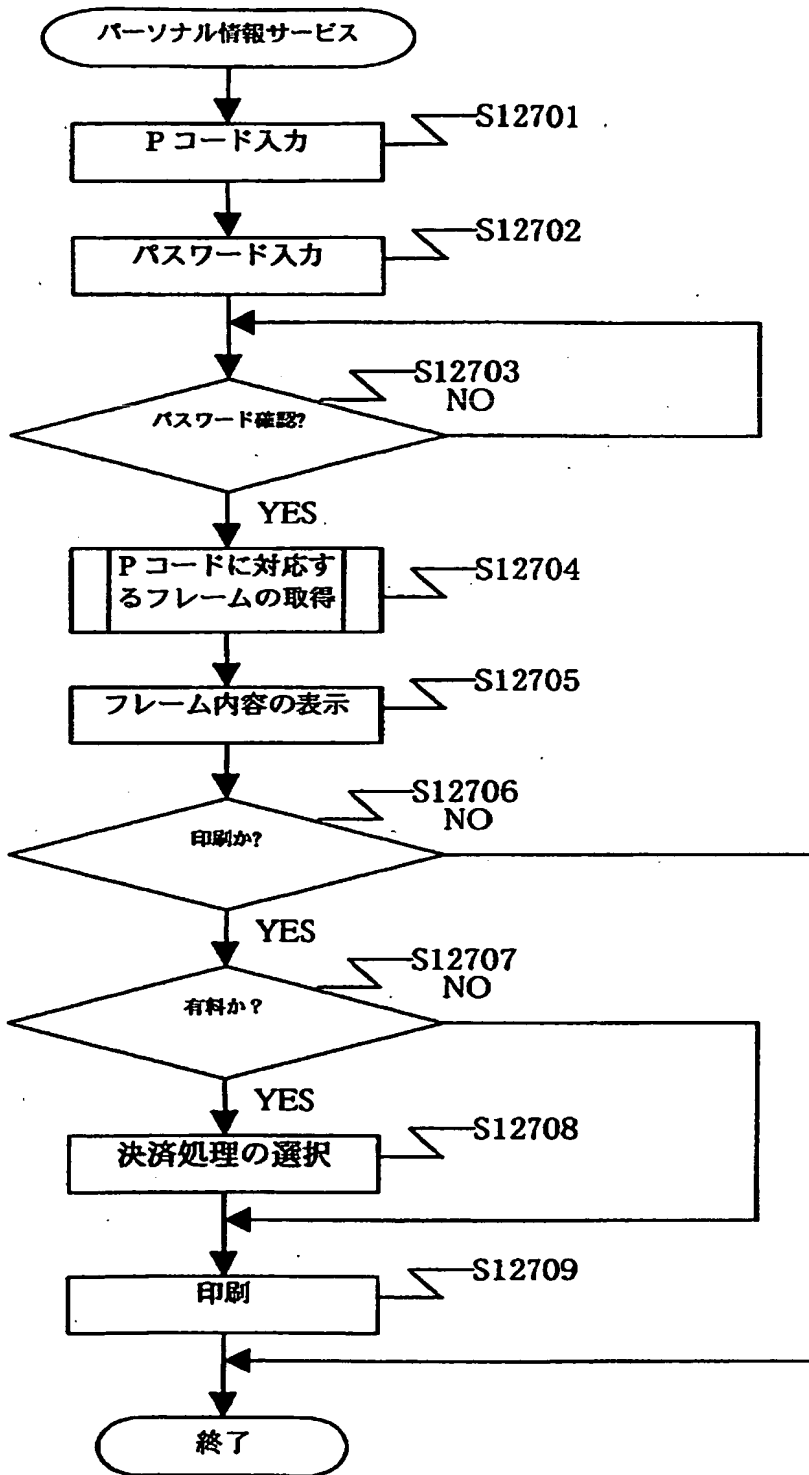 パーソナル情報サービス
P コード入力
S12701
パスワード入力
S12702
S12703
NO
パスワード確認?
YES
P コードに対応す
るフレームの取得
S12704
フレーム内容の表示
S12705
S12706
NO
印刷か?
YES
S12707
NO
有料か?
YES
決済処理の選択
S12708
印刷
S12709
終了